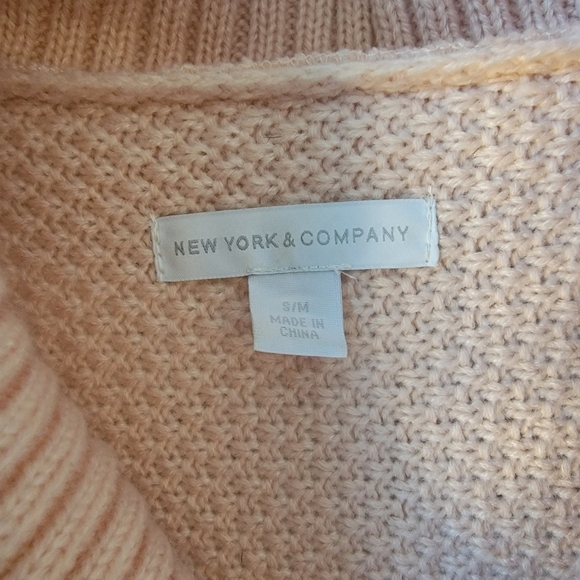 NEW YORK & COMPANY
S/M
MADE IN
CHINA